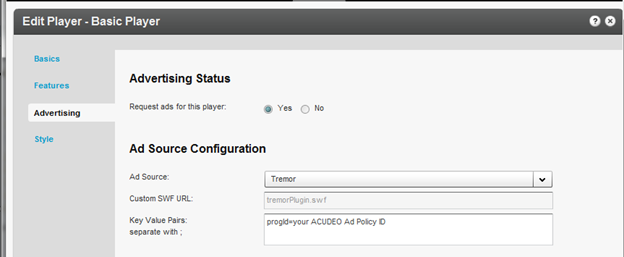 Edit Player - Basic Player
Basics
Features
Advertising
Style
Advertising Status
Request ads for this player: Yes No
Ad Source Configuration
Ad Source: Tremor
Custom SWF URL: tremorPlugin.swf
Key Value Pairs: progId=your ACUDEO Ad Policy ID
separate with ;